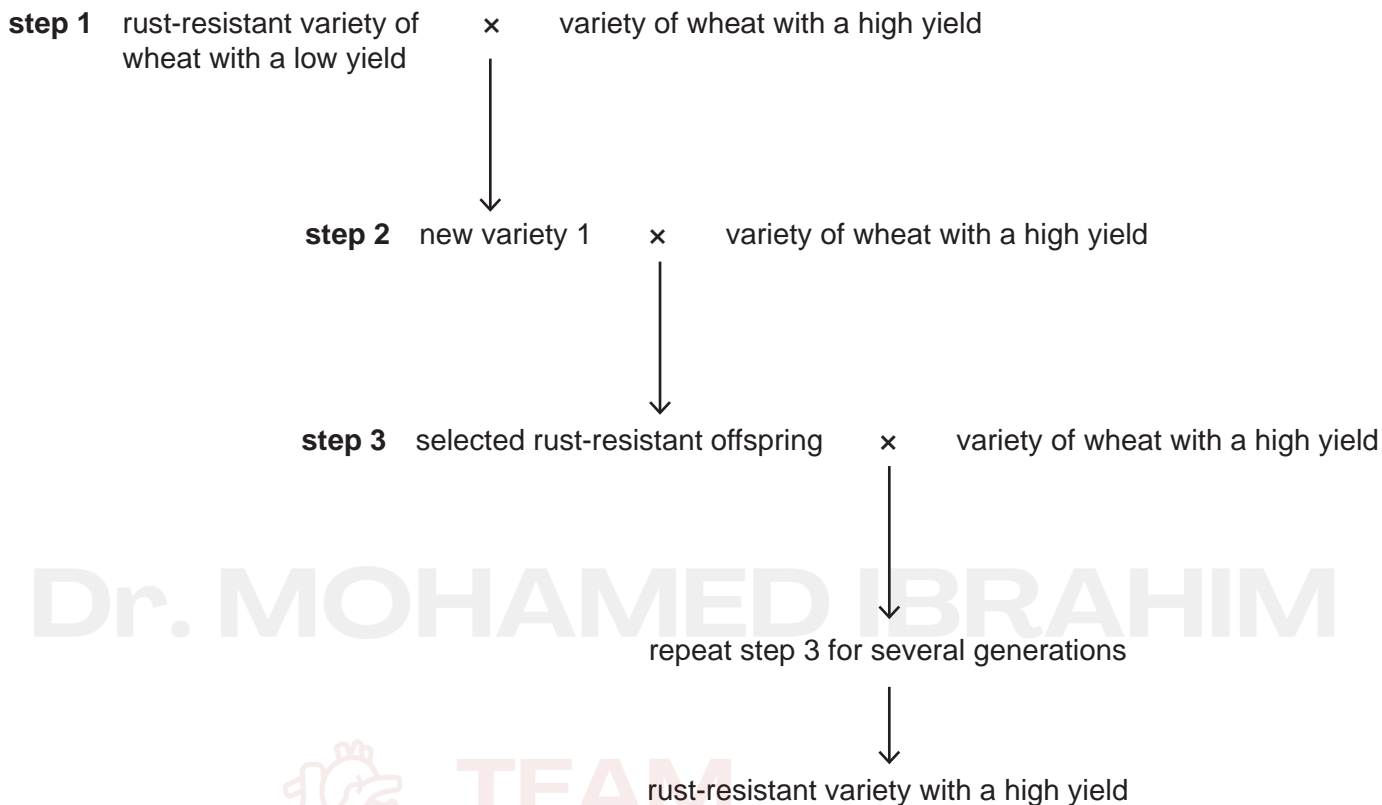 step 1 rust-resistant variety of × variety of wheat with a high yield
wheat with a low yield
step 2 new variety 1 × variety of wheat with a high yield
step 3 selected rust-resistant offspring × variety of wheat with a high yield
Dr. MOHAMED IBRAHIM
repeat step 3 for several generations
TEAM
rust-resistant variety with a high yield